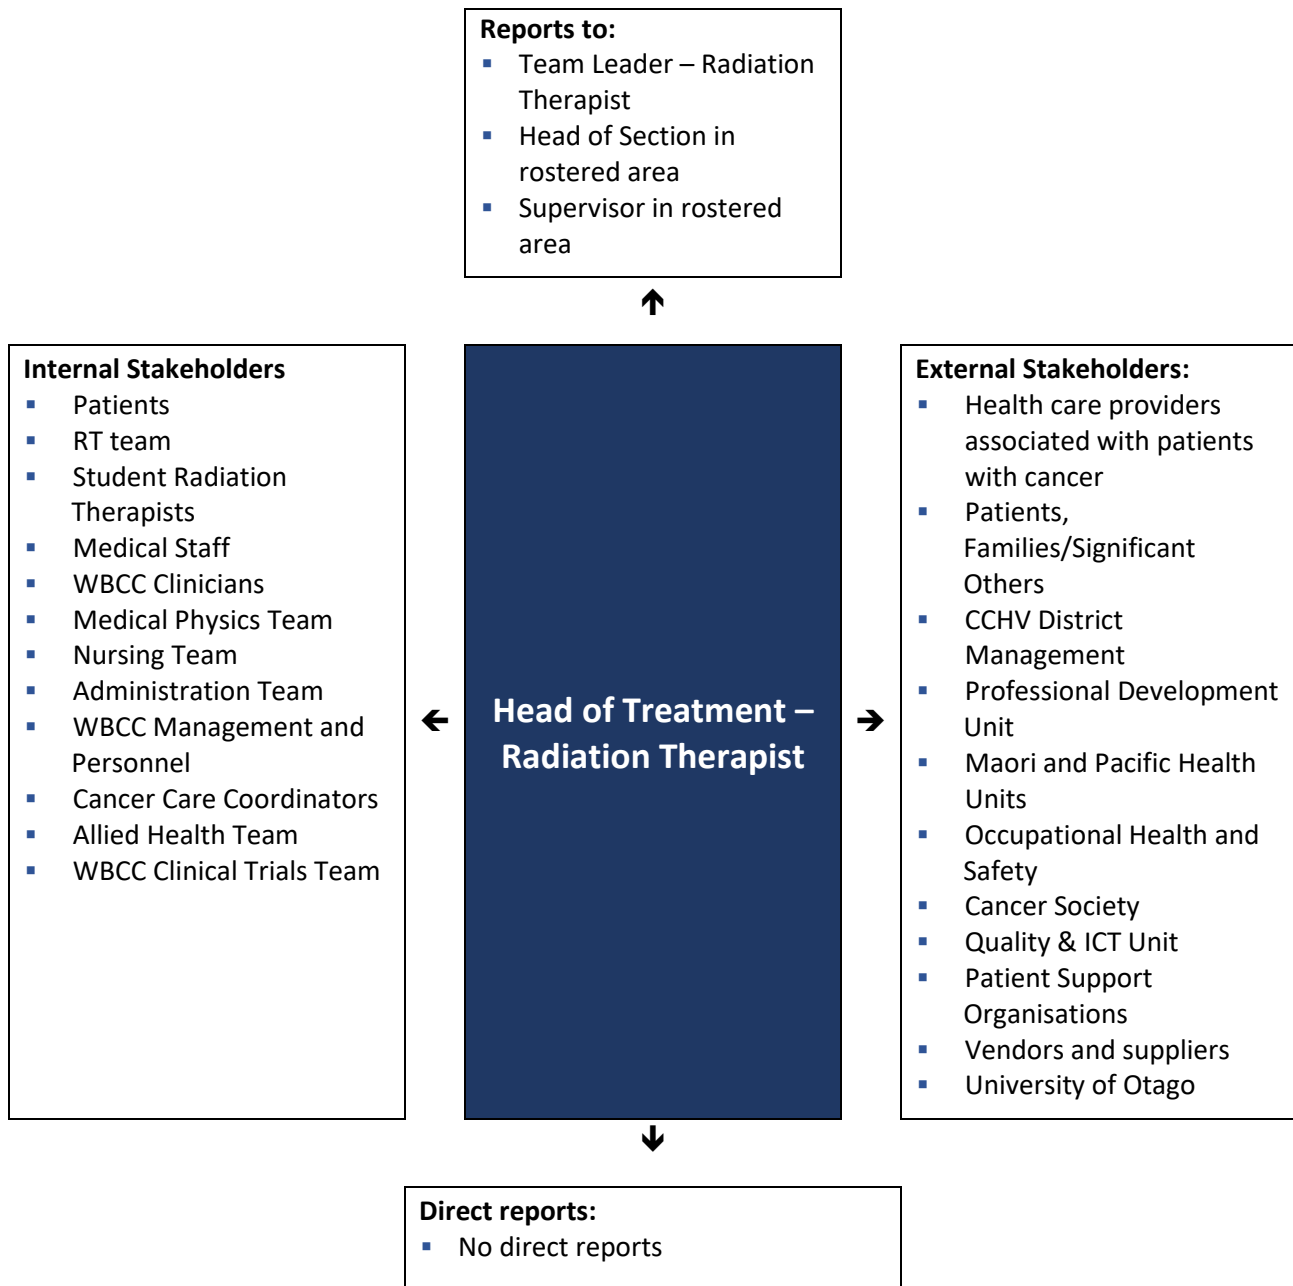 Reports to:
▪ Team Leader – Radiation
Therapist
▪ Head of Section in
rostered area
▪ Supervisor in rostered
area
Internal Stakeholders
▪ Patients
▪ RT team
▪ Student Radiation
Therapists
▪ Medical Staff
▪ WBCC Clinicians
▪ Medical Physics Team
▪ Nursing Team
▪ Administration Team
▪ WBCC Management and
Personnel
▪ Cancer Care Coordinators
▪ Allied Health Team
▪ WBCC Clinical Trials Team
Head of Treatment –
Radiation Therapist
External Stakeholders:
▪ Health care providers
associated with patients
with cancer
▪ Patients,
Families/Significant
Others
▪ CCHV District
Management
▪ Professional Development
Unit
▪ Maori and Pacific Health
Units
▪ Occupational Health and
Safety
▪ Cancer Society
▪ Quality & ICT Unit
▪ Patient Support
Organisations
▪ Vendors and suppliers
▪ University of Otago
Direct reports:
▪ No direct reports